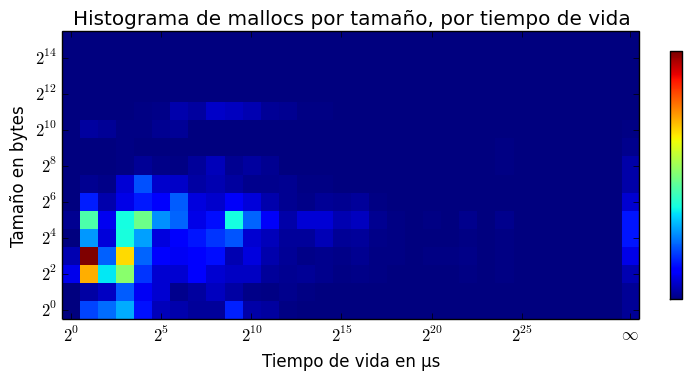 Histograma de mallocs por tamaño, por tiempo de vida
Tamaño en bytes
2^14
2^12
2^10
2^8
2^6
2^4
2^2
2^0
2^0 2^5 2^10 2^15 2^20 2^25 ∞
Tiempo de vida en μs